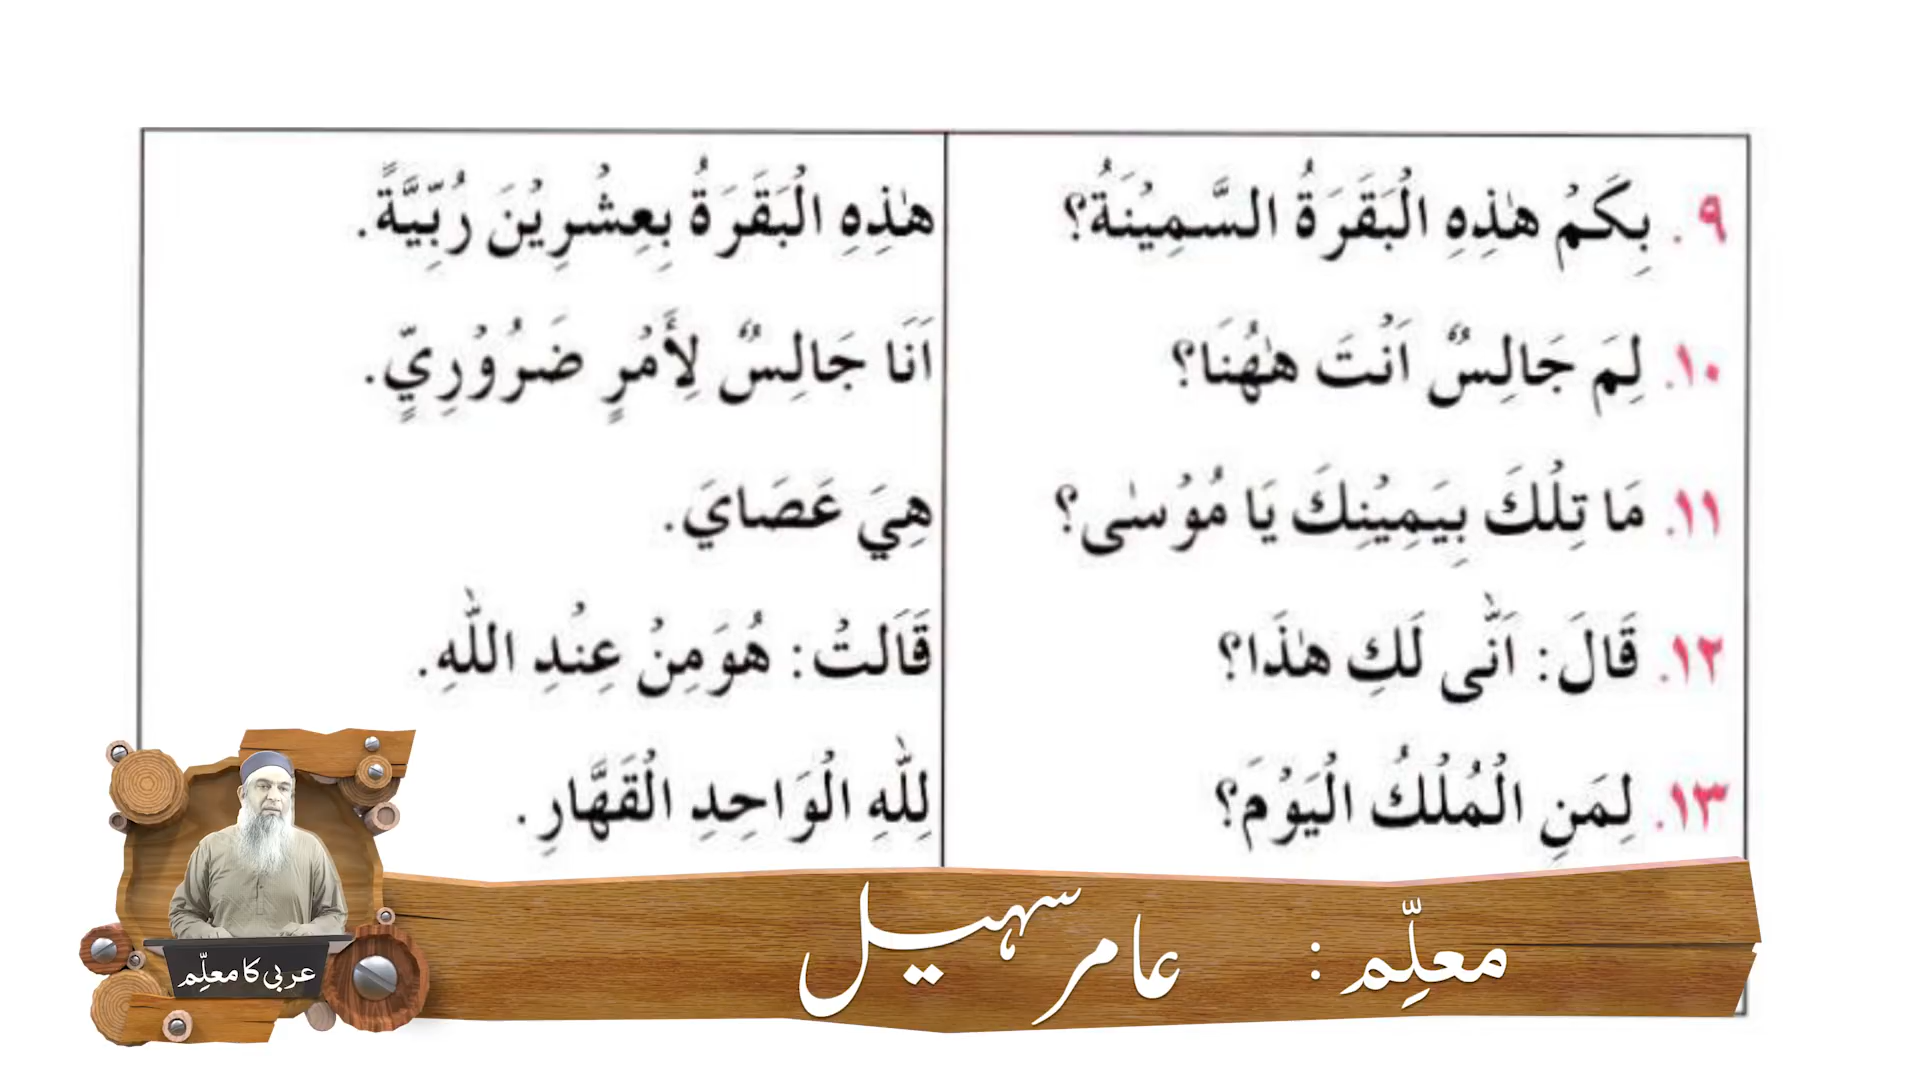 ٩. بِكَمْ هٰذِهِ الْبَقَرَةُ السَّمِيْنَةُ؟ هٰذِهِ الْبَقَرَةُ بِعِشْرِيْنَ رُبِّيَّةً.
١٠. لِمَ جَالِسٌ اَنْتَ هٰهُنَا؟ اَنَا جَالِسٌ لِأَمْرٍ ضَرُوْرِيٍّ.
١١. مَا تِلْكَ بِيَمِيْنِكَ يَا مُوْسٰى؟ هِيَ عَصَايَ.
١٢. قَالَ: اَنّٰى لَكِ هٰذَا؟ قَالَتْ: هُوَ مِنْ عِنْدِ اللّٰهِ.
١٣. لِمَنِ الْمُلْكُ الْيَوْمَ؟ لِلّٰهِ الْوَاحِدِ الْقَهَّارِ.
معلّم : عامر سہیل
عربی کا معلّم